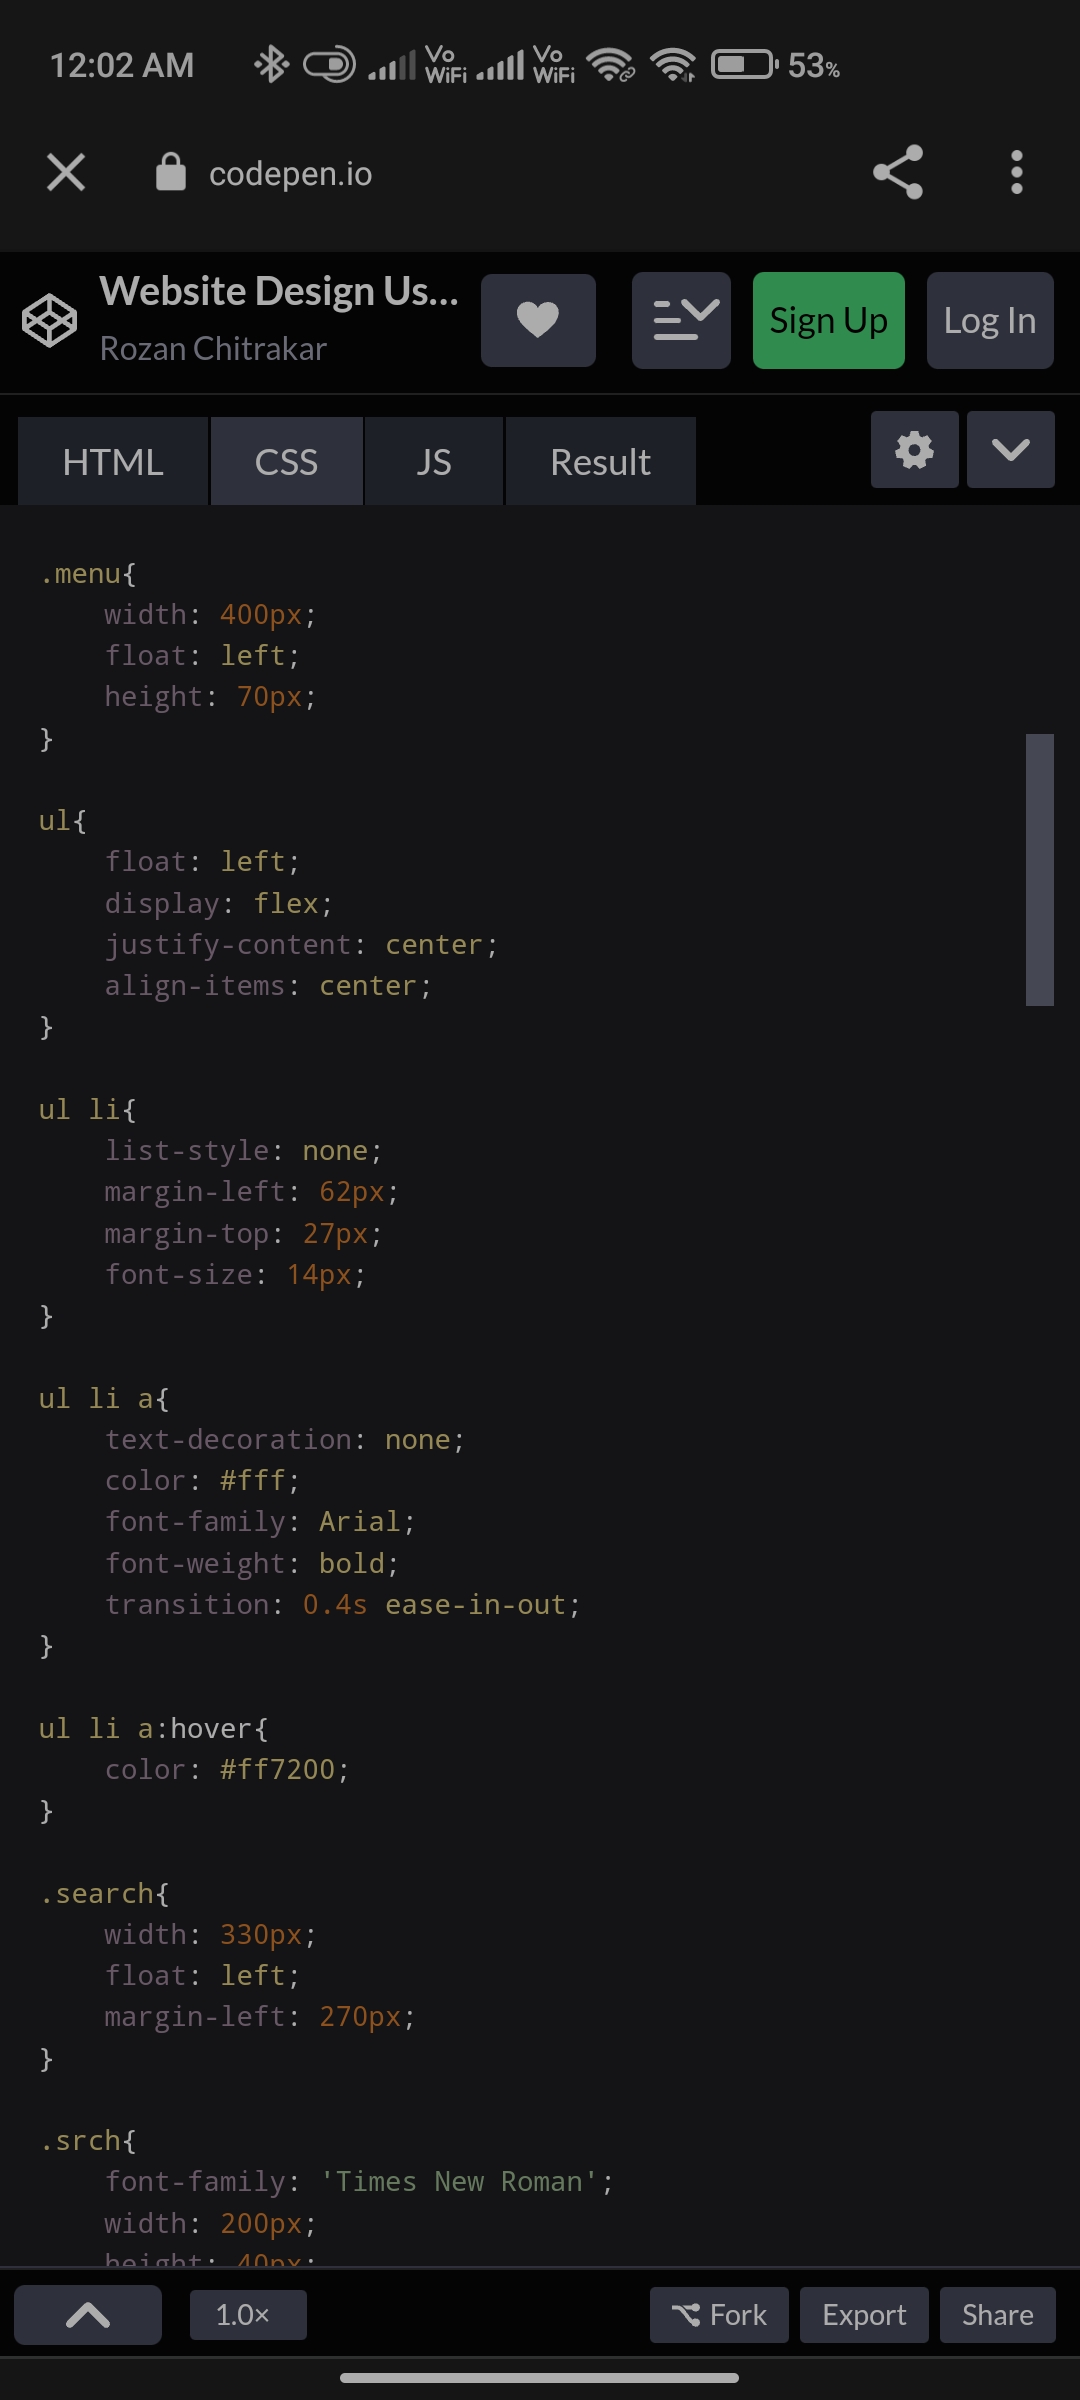 12:02 AM Vo WiFi Vo WiFi 53%
codepen.io
Website Design Us...
Rozan Chitrakar
Sign Up
Log In
HTML CSS JS Result
.menu{
    width: 400px;
    float: left;
    height: 70px;
}
ul{
    float: left;
    display: flex;
    justify-content: center;
    align-items: center;
}
ul li{
    list-style: none;
    margin-left: 62px;
    margin-top: 27px;
    font-size: 14px;
}
ul li a{
    text-decoration: none;
    color: #fff;
    font-family: Arial;
    font-weight: bold;
    transition: 0.4s ease-in-out;
}
ul li a:hover{
    color: #ff7200;
}
.search{
    width: 330px;
    float: left;
    margin-left: 270px;
}
.srch{
    font-family: 'Times New Roman';
    width: 200px;
    height: 40px;
1.0× Fork Export Share